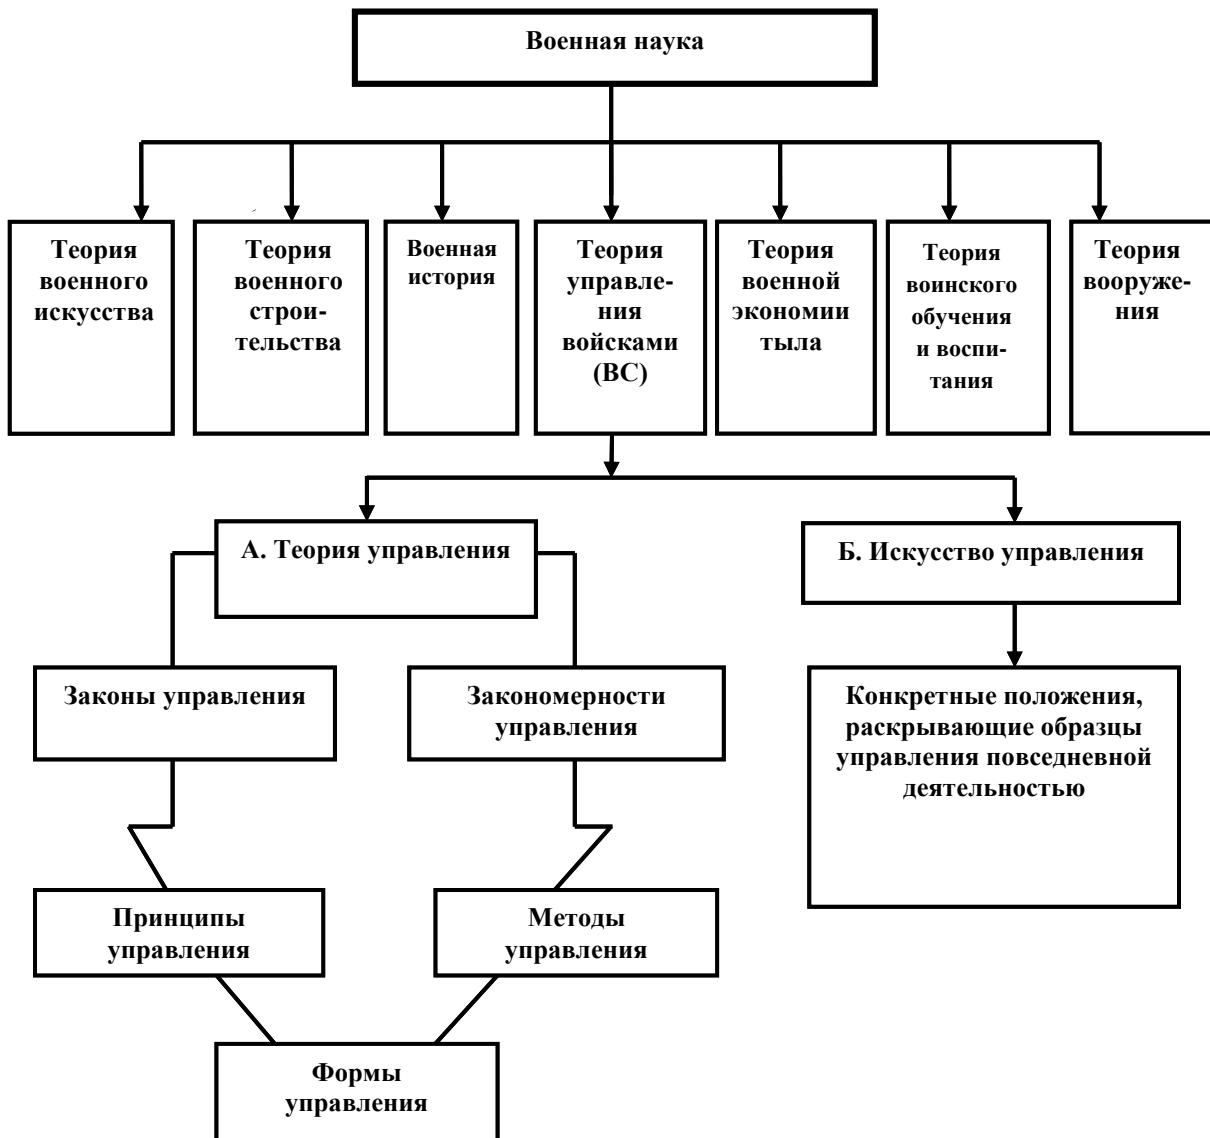 Военная наука
Теория
военного
искусства
Теория
военного
строи-
тельства
Военная
история
Теория
управле-
ния
войсками
(ВС)
Теория
военной
экономии
тыла
Теория
воинского
обучения
и воспи-
тания
Теория
вооруже-
ния
А. Теория управления
Б. Искусство управления
Законы управления
Закономерности
управления
Конкретные положения,
раскрывающие образцы
управления повседневной
деятельностью
Принципы
управления
Методы
управления
Формы
управления